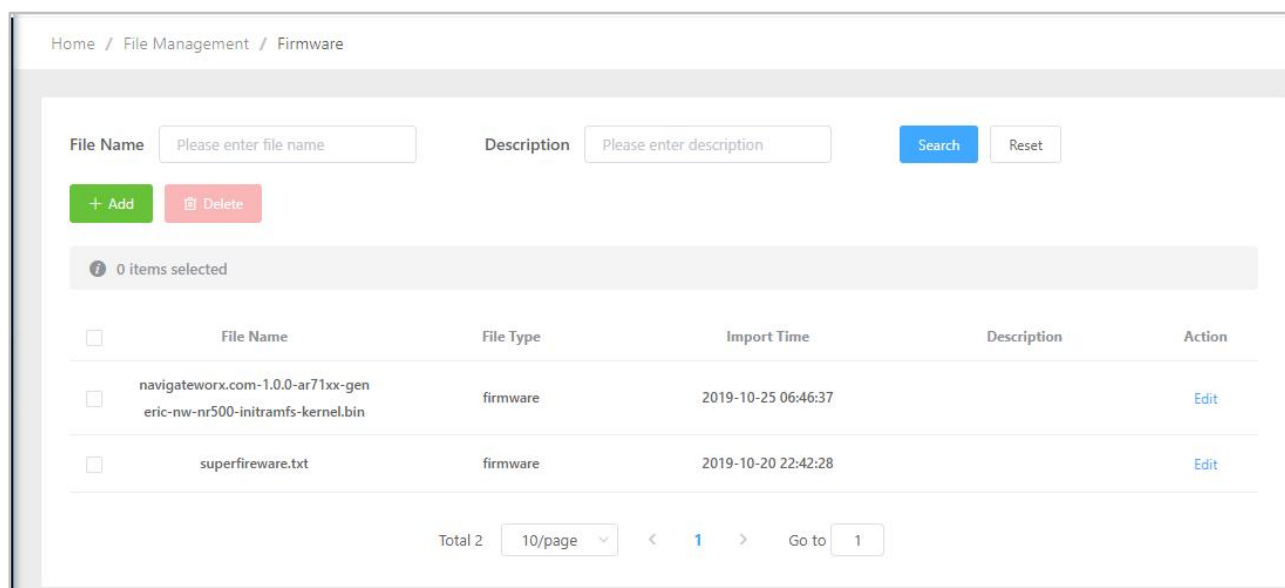 Home / File Management / Firmware
File Name Please enter file name Description Please enter description Search Reset
+ Add Delete
0 items selected
File Name File Type Import Time Description Action
navigateworx.com-1.0.0-ar71xx-gen
eric-nw-nr500-initramfs-kernel.bin firmware 2019-10-25 06:46:37 Edit
superfireware.txt firmware 2019-10-20 22:42:28 Edit
Total 2 10/page < 1 > Go to 1